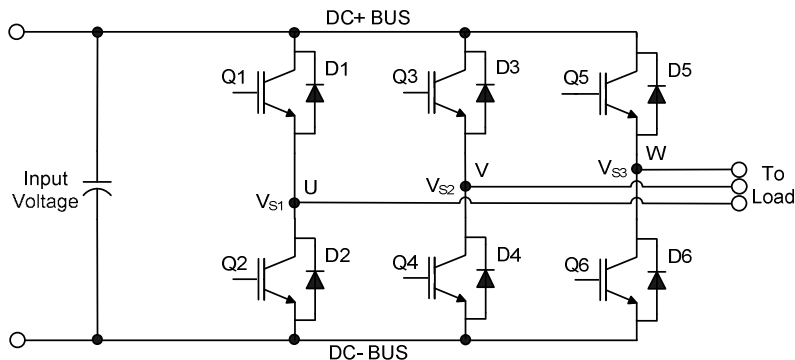 DC+ BUS
Q1
D1
Q3
D3
Q5
D5
Input
Voltage
U
V
W
VS1
VS2
VS3
To
Load
Q2
D2
Q4
D4
Q6
D6
DC- BUS